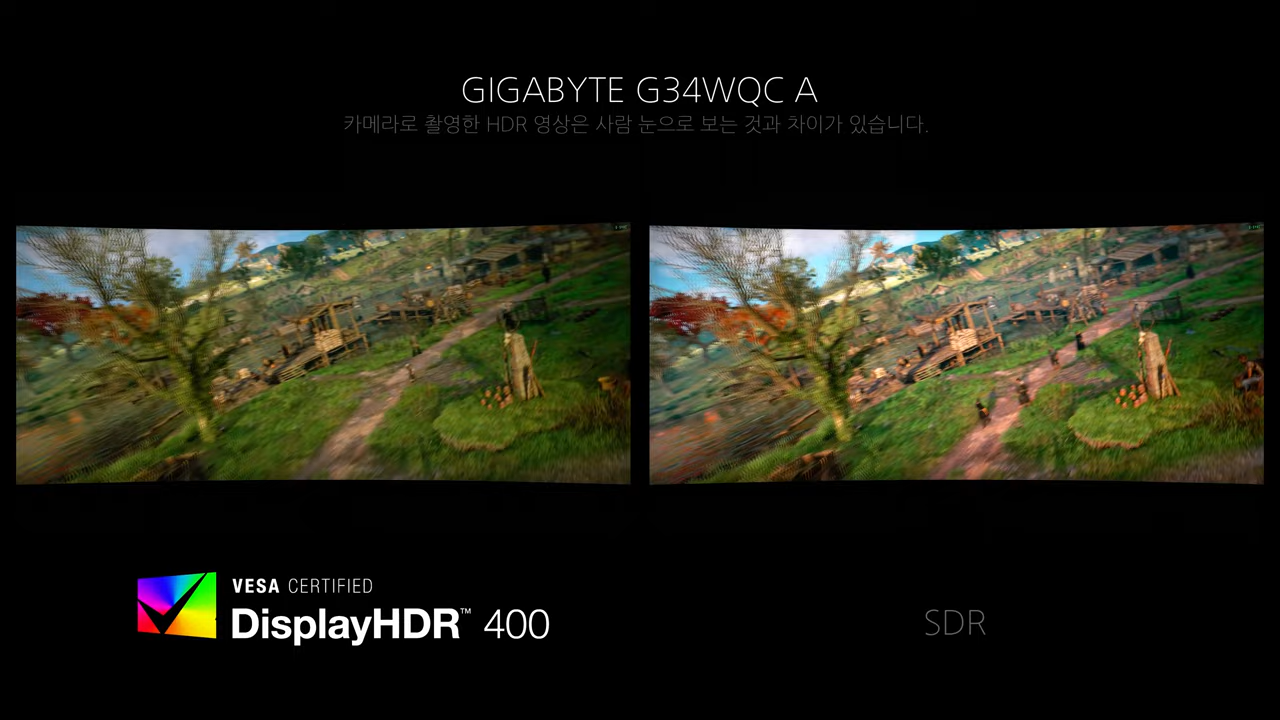 GIGABYTE G34WQC A
카메라로 촬영한 HDR 영상은 사람 눈으로 보는 것과 차이가 있습니다.
VESA CERTIFIED
DisplayHDR™ 400
SDR